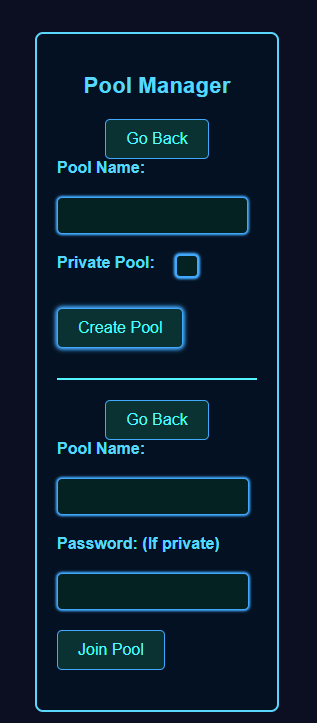 Pool Manager
Go Back
Pool Name:
Private Pool:
Create Pool
Go Back
Pool Name:
Password: (If private)
Join Pool